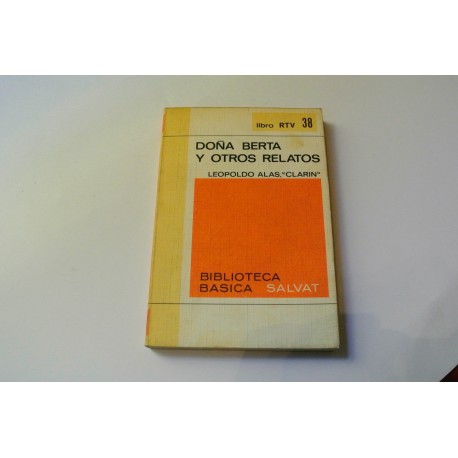 libro RTV 38
DOÑA BERTA
Y OTROS RELATOS
LEOPOLDO ALAS, "CLARIN"
BIBLIOTECA
BASICA SALVAT